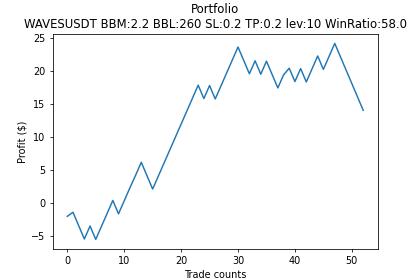 Portfolio
WAVESUSDT BBM:2.2 BBL:260 SL:0.2 TP:0.2 lev:10 WinRatio:58.0
25
20
15
10
5
0
−5
Profit ($)
0 10 20 30 40 50
Trade counts